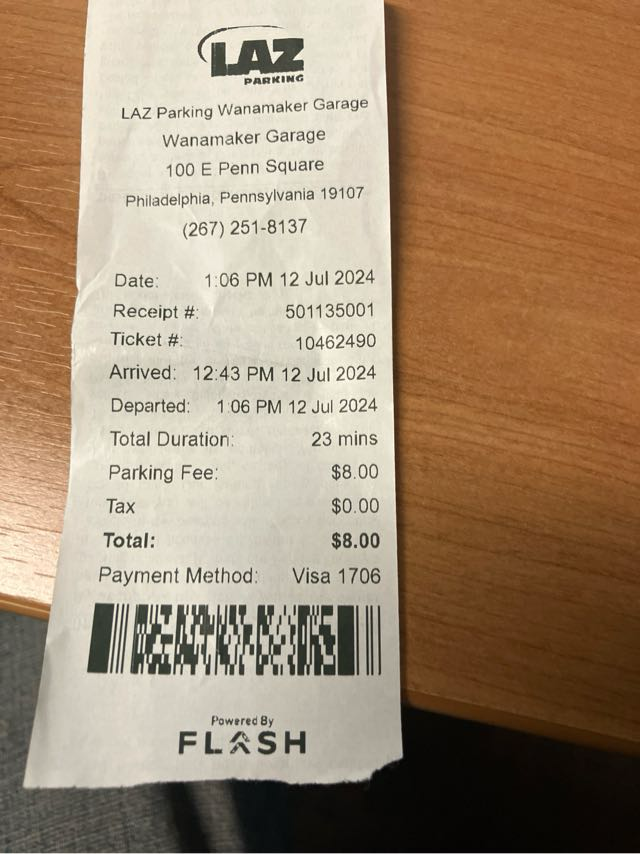 LAZ
PARKING
LAZ Parking Wanamaker Garage
Wanamaker Garage
100 E Penn Square
Philadelphia, Pennsylvania 19107
(267) 251-8137
Date: 1:06 PM 12 Jul 2024
Receipt #: 501135001
Ticket #: 10462490
Arrived: 12:43 PM 12 Jul 2024
Departed: 1:06 PM 12 Jul 2024
Total Duration: 23 mins
Parking Fee: $8.00
Tax $0.00
Total: $8.00
Payment Method: Visa 1706
Powered By
FLASH